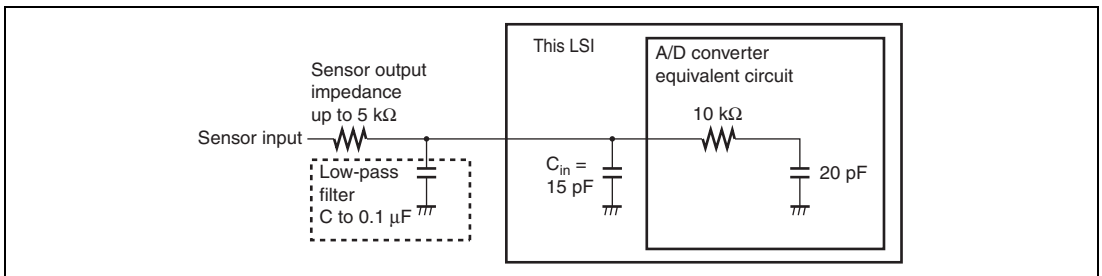 This LSI
A/D converter
equivalent circuit
Sensor output
impedance
up to 5 kΩ
10 kΩ
Sensor input
Low-pass
filter
C to 0.1 μF
Cin =
15 pF
20 pF